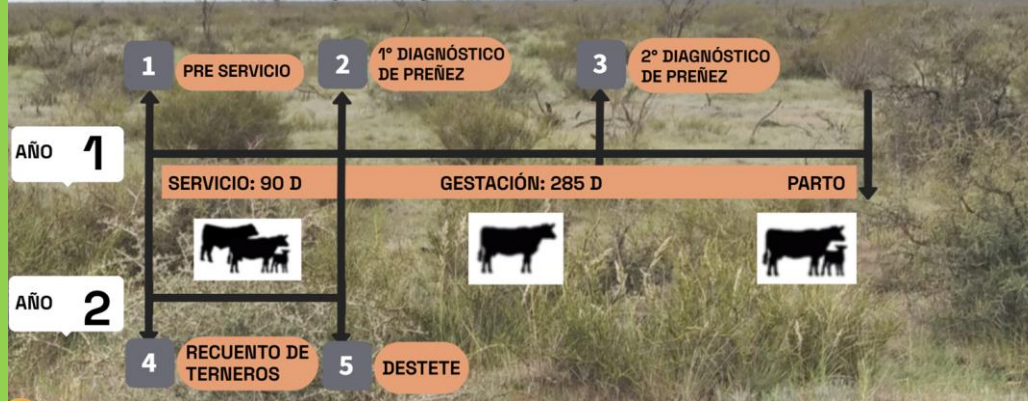 1
PRE SERVICIO
2
1° DIAGNÓSTICO
DE PREÑEZ
3
2° DIAGNÓSTICO
DE PREÑEZ
AÑO 1
SERVICIO: 90 D
GESTACIÓN: 285 D
PARTO
AÑO 2
4
RECUENTO DE
TERNEROS
5
DESTETE